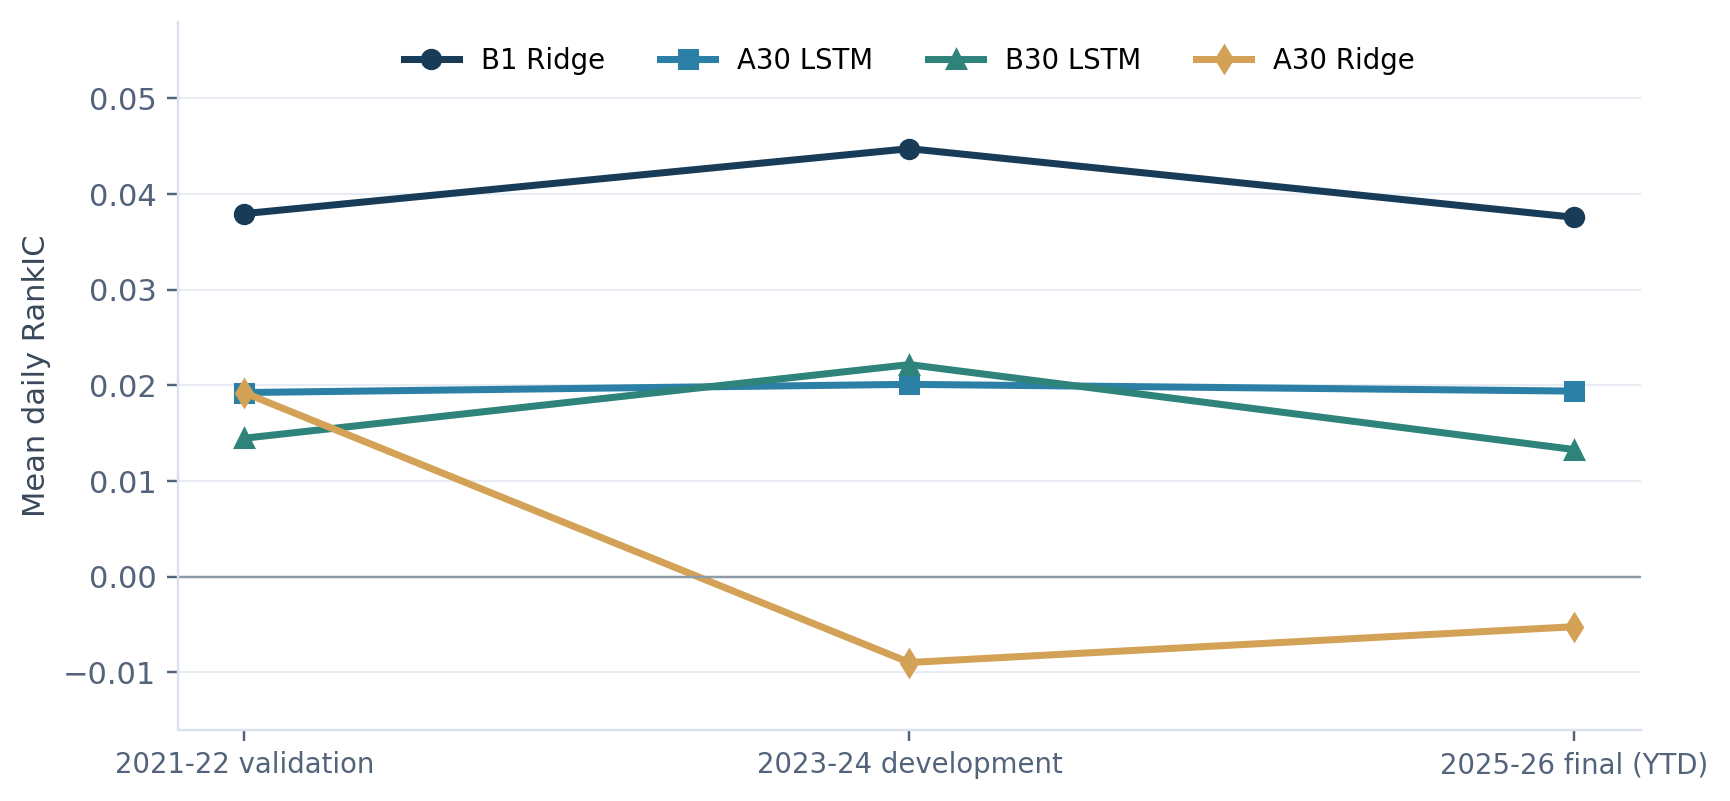 B1 Ridge A30 LSTM B30 LSTM A30 Ridge
Mean daily RankIC
0.05
0.04
0.03
0.02
0.01
0.00
−0.01
2021-22 validation 2023-24 development 2025-26 final (YTD)